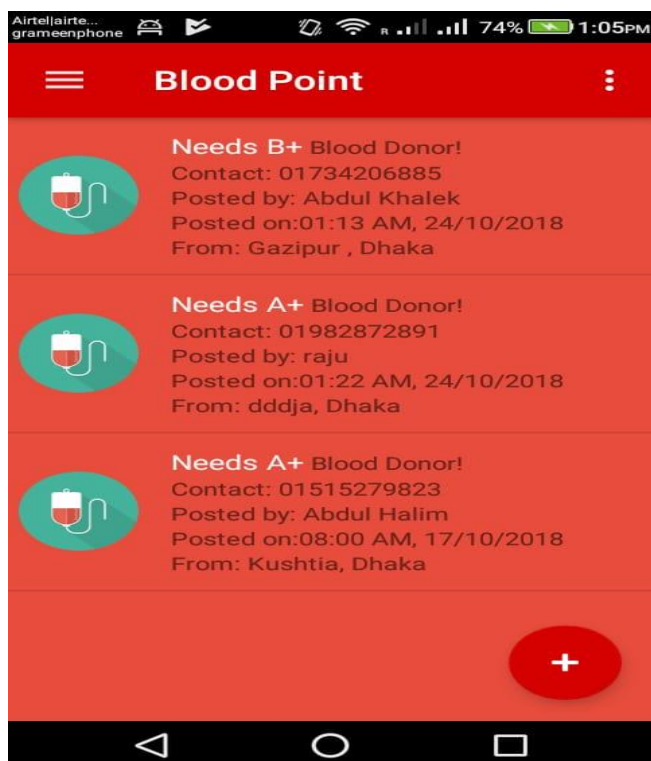 Airtel|airte...
grameenphone
R
74%
1:05PM
Blood Point
Needs B+ Blood Donor!
Contact: 01734206885
Posted by: Abdul Khalek
Posted on:01:13 AM, 24/10/2018
From: Gazipur , Dhaka
Needs A+ Blood Donor!
Contact: 01982872891
Posted by: raju
Posted on:01:22 AM, 24/10/2018
From: dddja, Dhaka
Needs A+ Blood Donor!
Contact: 01515279823
Posted by: Abdul Halim
Posted on:08:00 AM, 17/10/2018
From: Kushtia, Dhaka
+